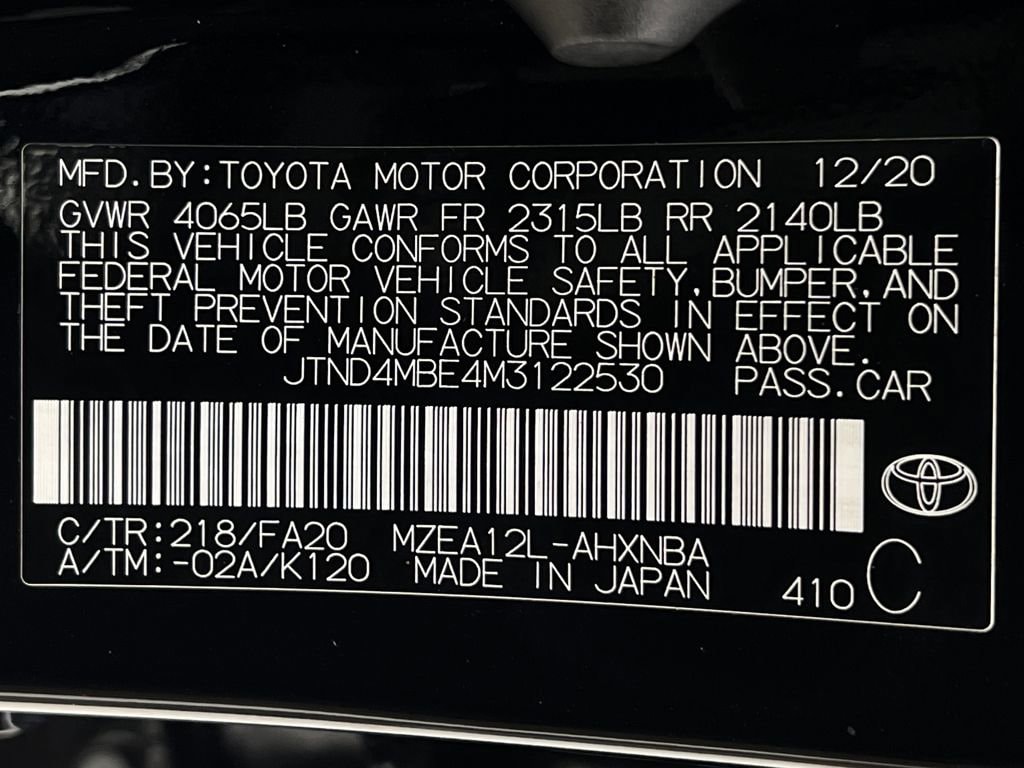 MFD.BY:TOYOTA MOTOR CORPORATION 12/20
GVWR 4065LB GAWR FR 2315LB RR 2140LB
THIS VEHICLE CONFORMS TO ALL APPLICABLE
FEDERAL MOTOR VEHICLE SAFETY,BUMPER,AND
THEFT PREVENTION STANDARDS IN EFFECT ON
THE DATE OF MANUFACTURE SHOWN ABOVE.
JTND4MBE4M3122530 PASS.CAR
C/TR:218/FA20 MZEA12L-AHXNBA
A/TM:-02A/K120 MADE IN JAPAN
410 C